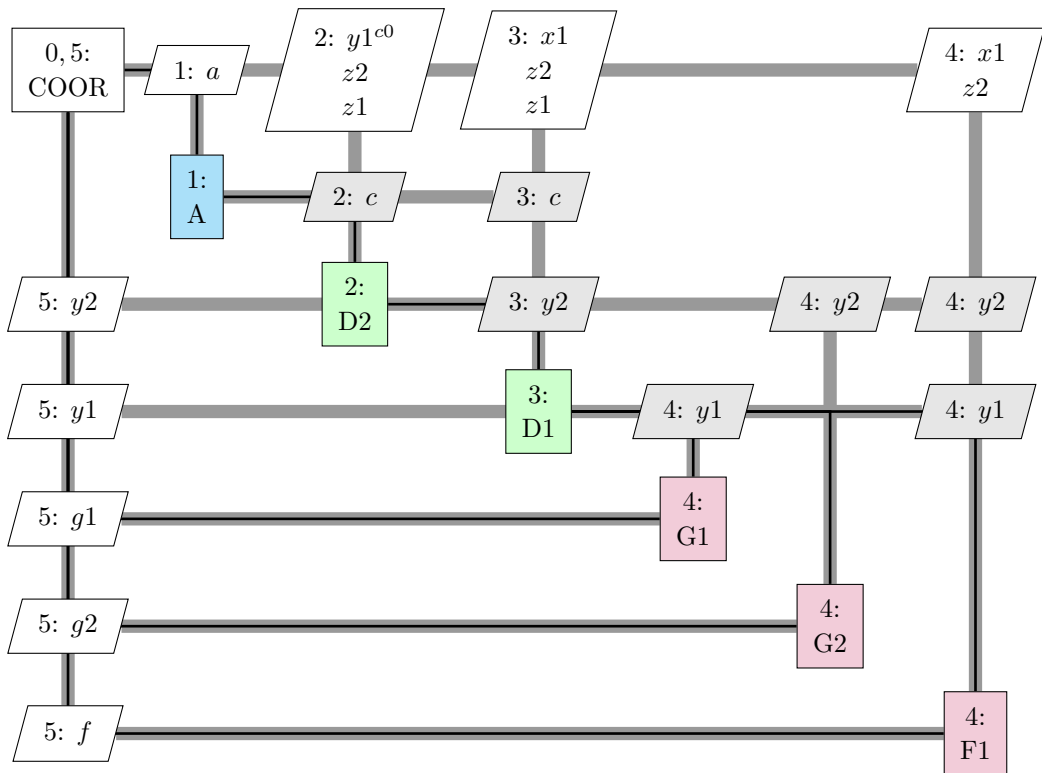 0, 5:
COOR
1: a
2: y1^{c0}
z2
z1
3: x1
z2
z1
4: x1
z2
1:
A
2: c
3: c
5: y2
2:
D2
3: y2
4: y2
4: y2
5: y1
3:
D1
4: y1
4: y1
5: g1
4:
G1
5: g2
4:
G2
5: f
4:
F1